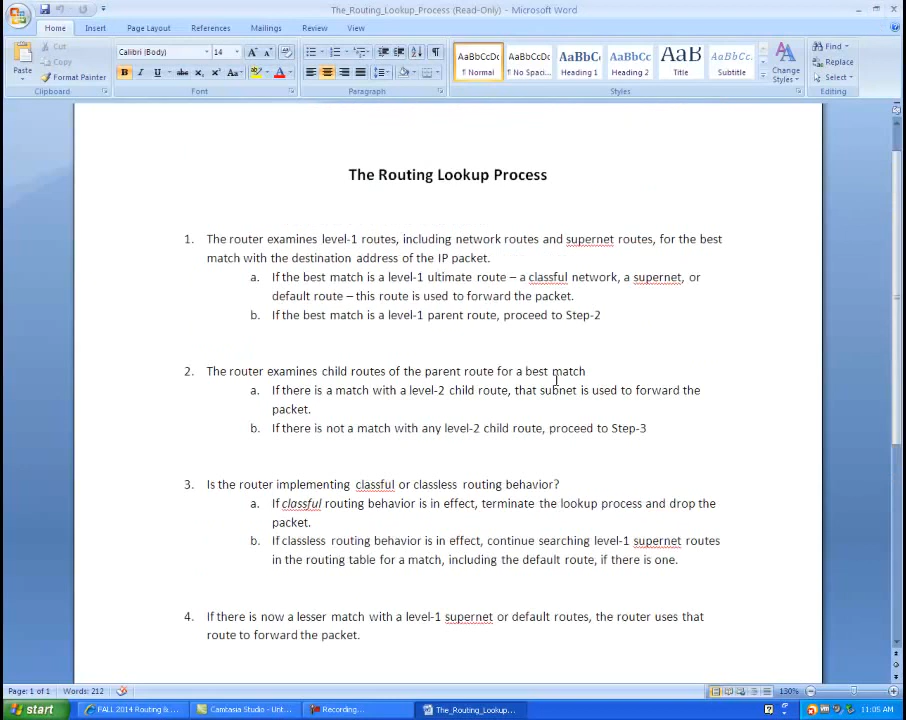 The_Routing_Lookup_Process (Read-Only) - Microsoft Word
Home Insert Page Layout References Mailings Review View
Paste
Cut
Copy
Format Painter
Clipboard
Calibri (Body) 14
Font
Paragraph
AaBbCcDc AaBbCcDc AaBbCc AaBbCc AaB AaBbCc.
¶ Normal ¶ No Spaci... Heading 1 Heading 2 Title Subtitle
Change Styles
Styles
Find
Replace
Select
Editing
The Routing Lookup Process
1. The router examines level-1 routes, including network routes and supernet routes, for the best
match with the destination address of the IP packet.
a. If the best match is a level-1 ultimate route – a classful network, a supernet, or
default route – this route is used to forward the packet.
b. If the best match is a level-1 parent route, proceed to Step-2
2. The router examines child routes of the parent route for a best match
a. If there is a match with a level-2 child route, that subnet is used to forward the
packet.
b. If there is not a match with any level-2 child route, proceed to Step-3
3. Is the router implementing classful or classless routing behavior?
a. If classful routing behavior is in effect, terminate the lookup process and drop the
packet.
b. If classless routing behavior is in effect, continue searching level-1 supernet routes
in the routing table for a match, including the default route, if there is one.
4. If there is now a lesser match with a level-1 supernet or default routes, the router uses that
route to forward the packet.
Page: 1 of 1 Words: 212 130%
start FALL 2014 Routing &... Camtasia Studio - Unt... Recording... The_Routing_Lookup... 11:05 AM